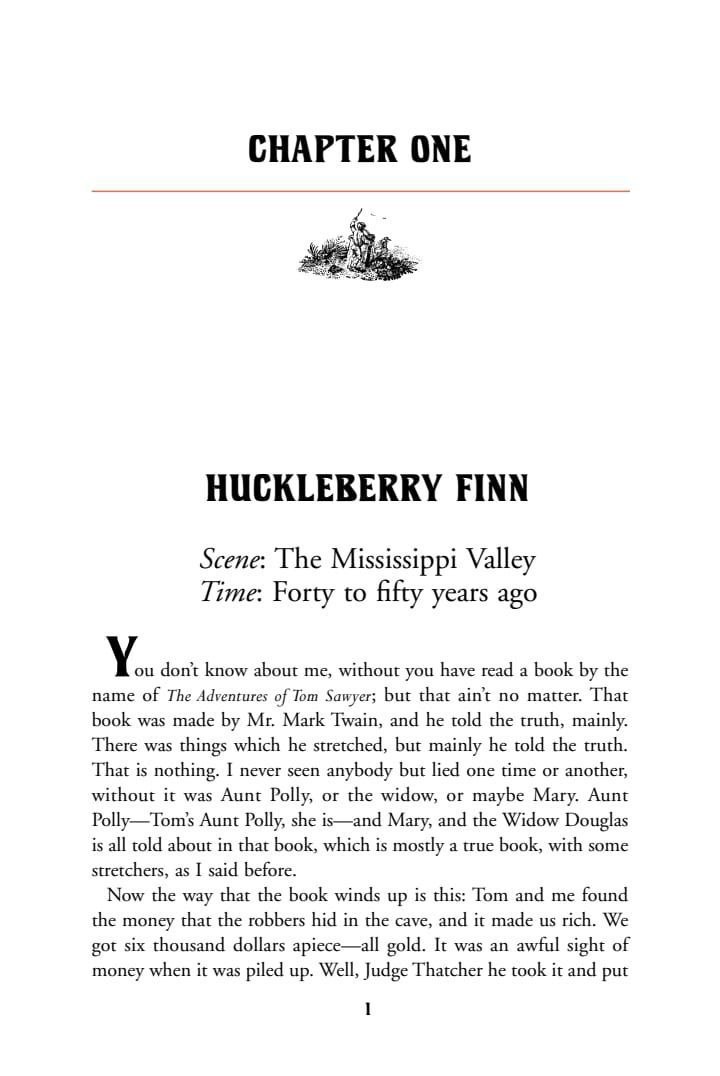 CHAPTER ONE
HUCKLEBERRY FINN
Scene: The Mississippi Valley
Time: Forty to fifty years ago
You don’t know about me, without you have read a book by the
name of The Adventures of Tom Sawyer; but that ain’t no matter. That
book was made by Mr. Mark Twain, and he told the truth, mainly.
There was things which he stretched, but mainly he told the truth.
That is nothing. I never seen anybody but lied one time or another,
without it was Aunt Polly, or the widow, or maybe Mary. Aunt
Polly—Tom’s Aunt Polly, she is—and Mary, and the Widow Douglas
is all told about in that book, which is mostly a true book, with some
stretchers, as I said before.
Now the way that the book winds up is this: Tom and me found
the money that the robbers hid in the cave, and it made us rich. We
got six thousand dollars apiece—all gold. It was an awful sight of
money when it was piled up. Well, Judge Thatcher he took it and put
1